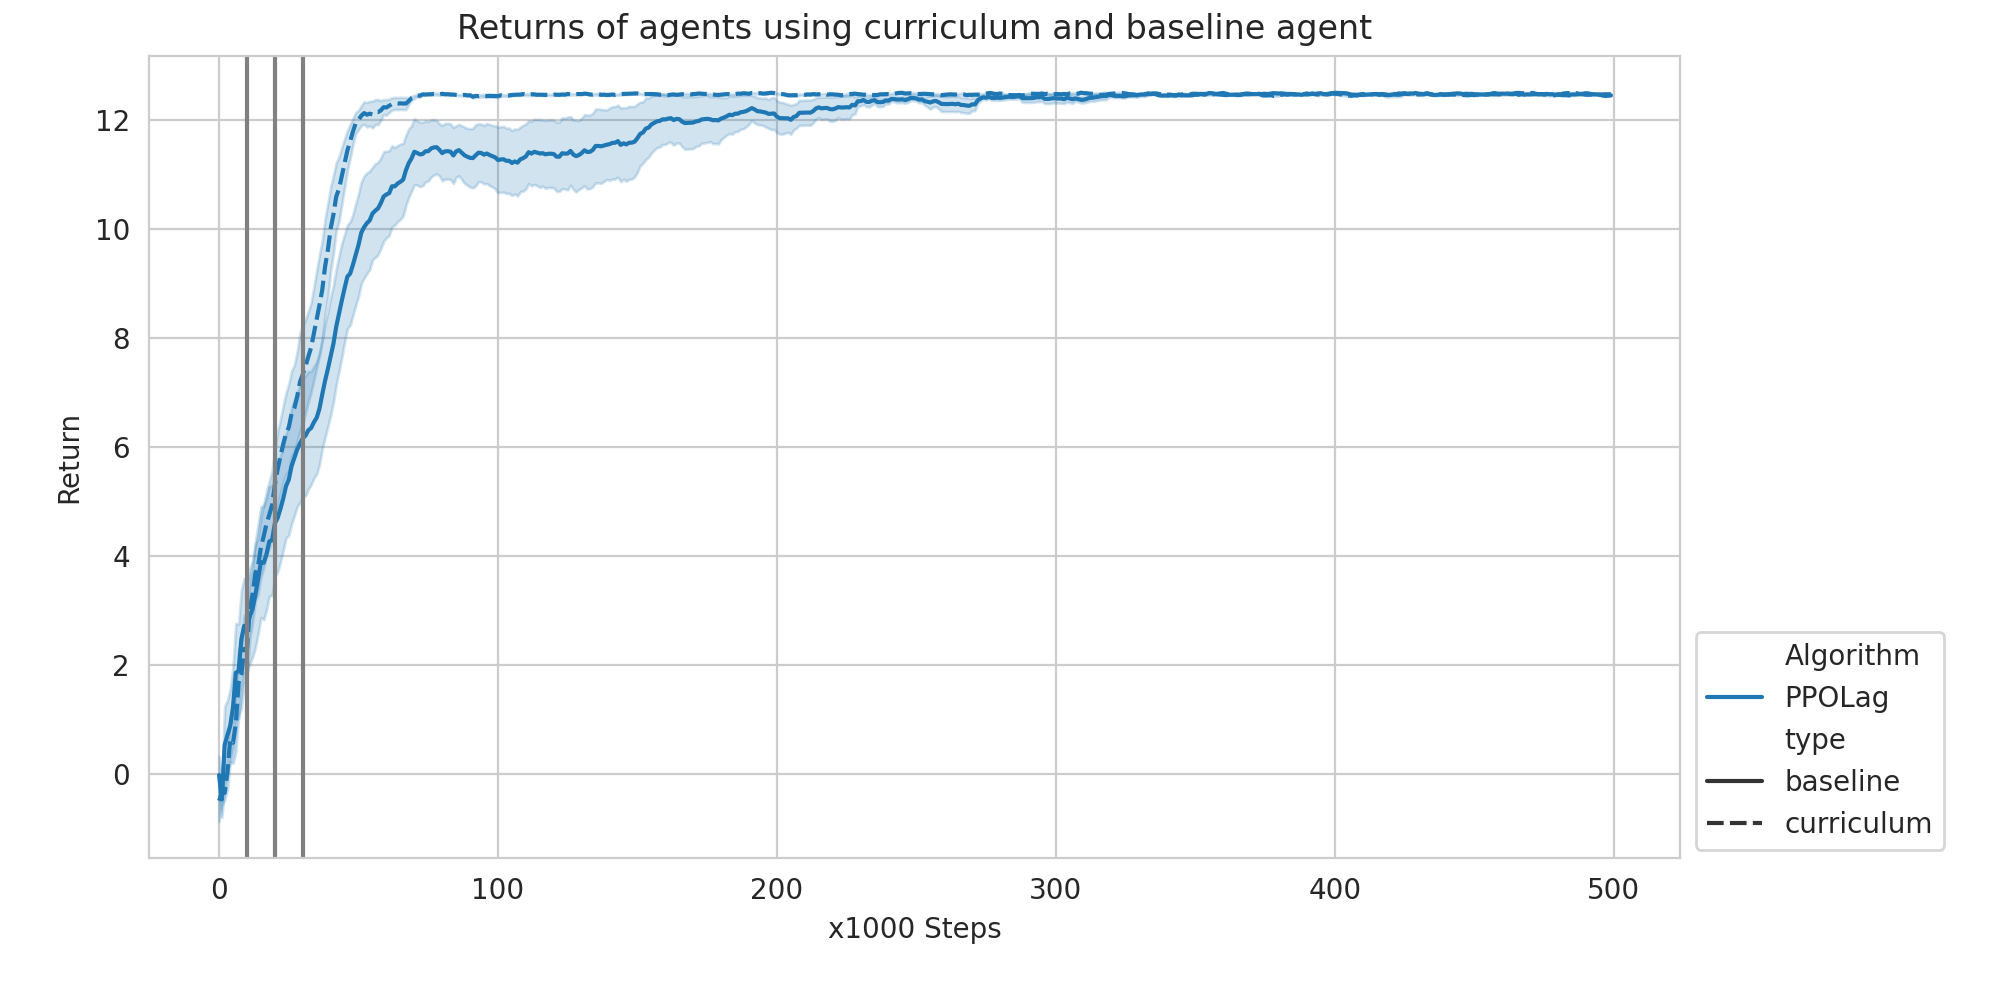 Returns of agents using curriculum and baseline agent
12
10
8
6
4
2
0
Return
0 100 200 300 400 500
x1000 Steps
Algorithm
PPOLag
type
baseline
curriculum